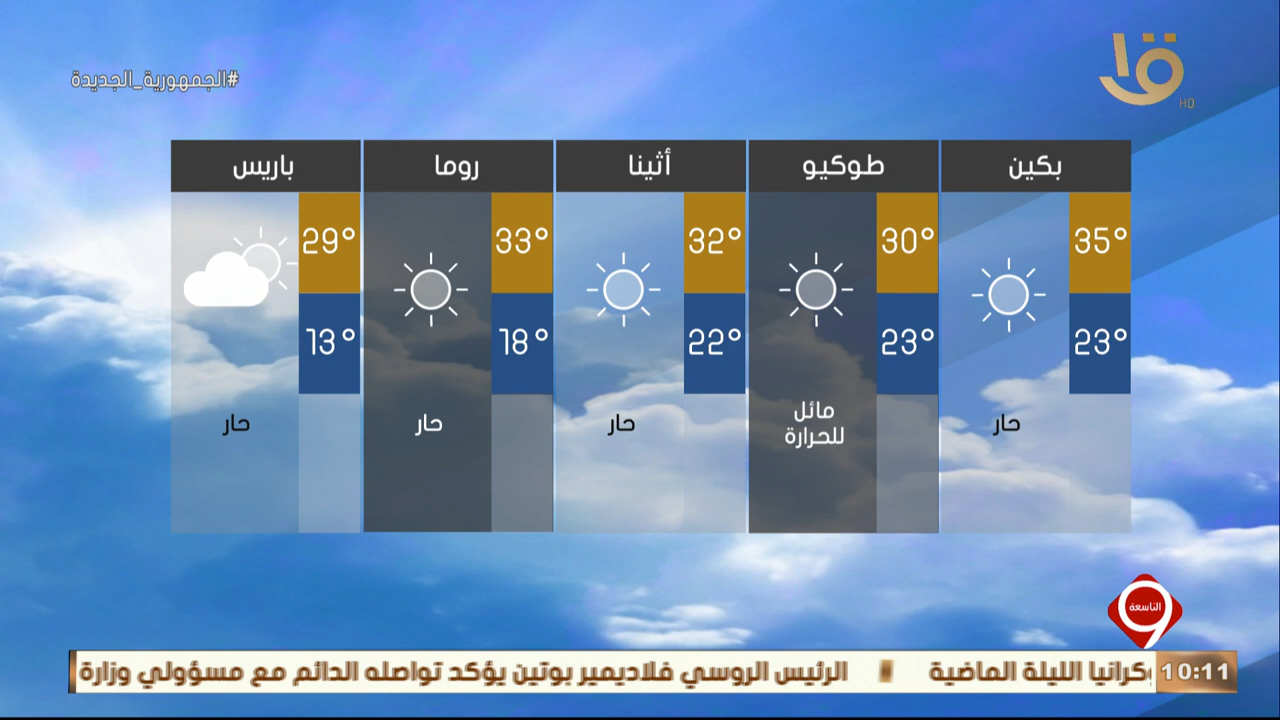 #الجمهورية_الجديدة
ق1
HD
بكين
35°
23°
حار
طوكيو
30°
23°
مائل
للحرارة
أثينا
32°
22°
حار
روما
33°
18°
حار
باريس
29°
13°
حار
التاسعة
9
10:11
وكرانيا الليلة الماضية
الرئيس الروسي فلاديمير بوتين يؤكد تواصله الدائم مع مسؤولي وزارة